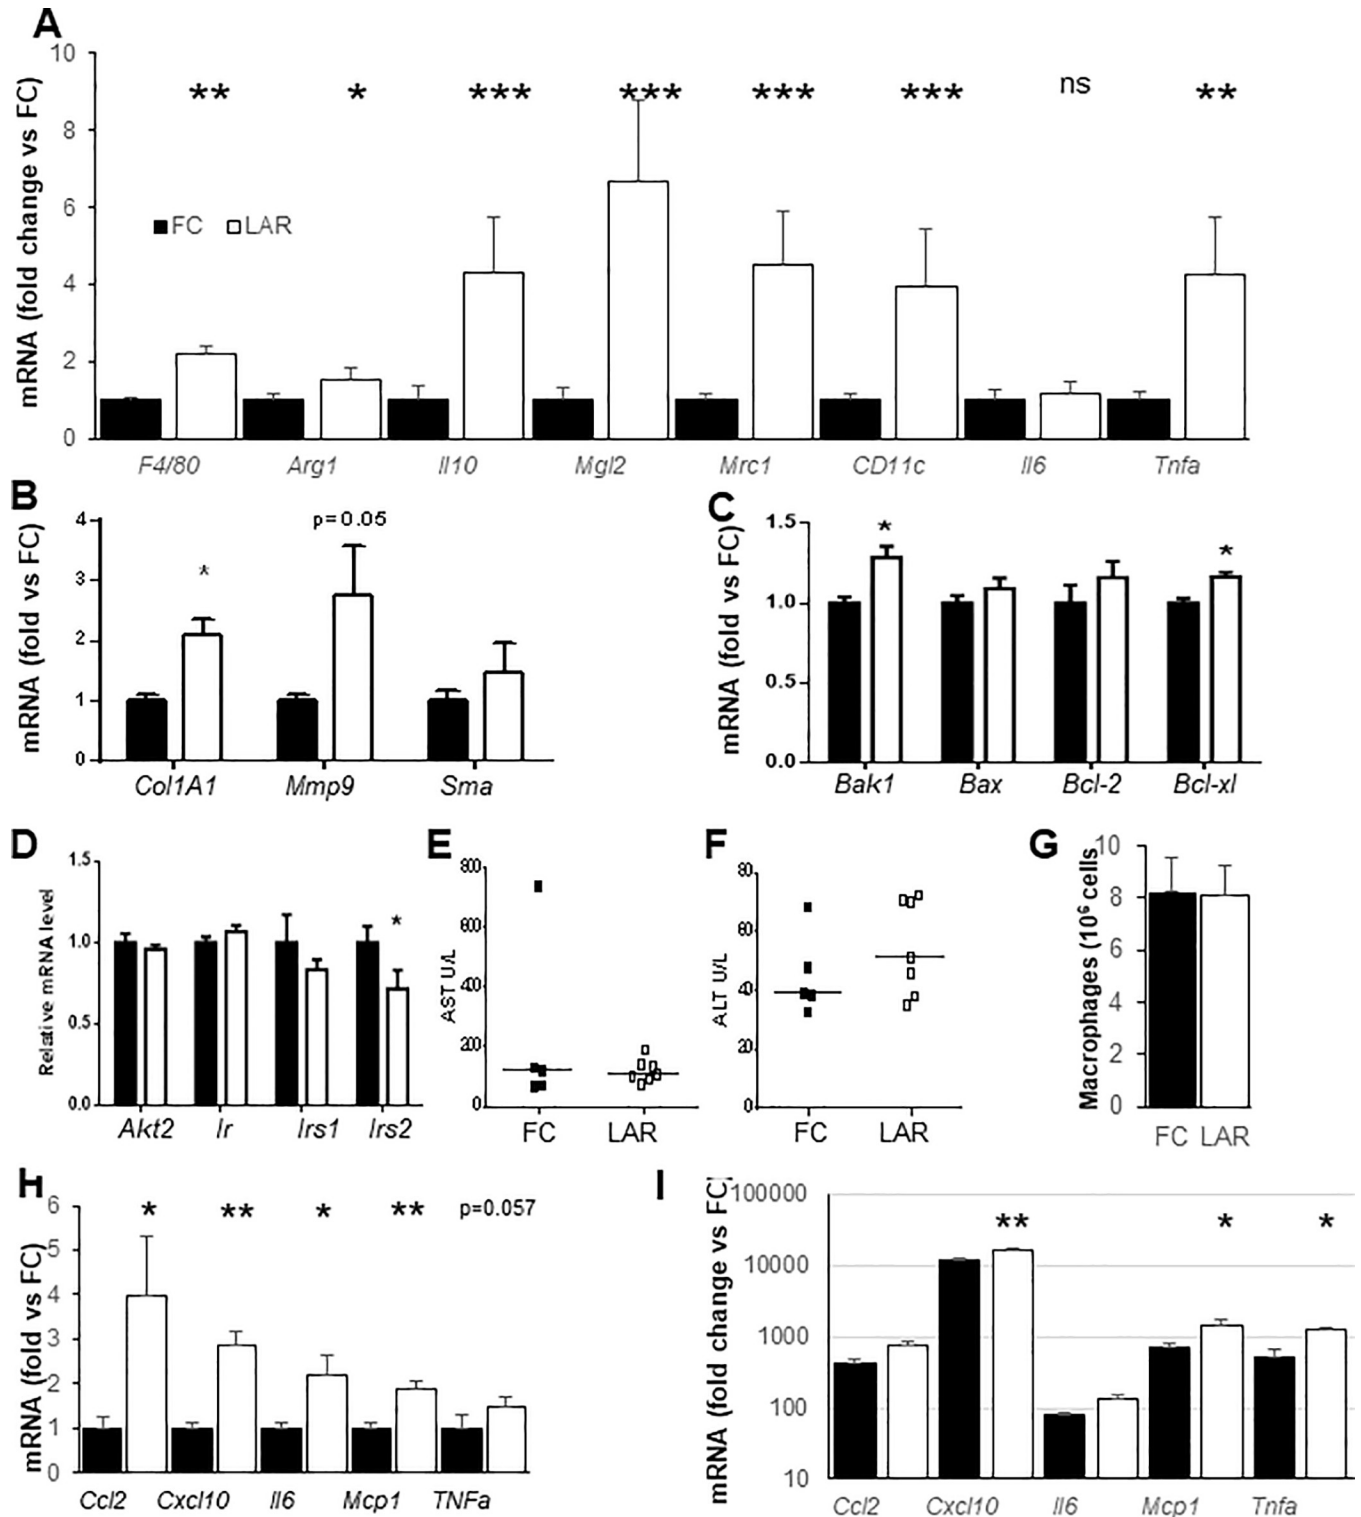 A
mRNA (fold change vs FC)
10
8
6
4
2
0
** * *** *** *** *** ns **
FC LAR
F4/80 Arg1 Il10 Mgl2 Mrc1 CD11c Il6 Tnfa
B
mRNA (fold vs FC)
4
3
2
1
0
*
p=0.05
Col1A1 Mmp9 Sma
C
mRNA (fold vs FC)
1.5
1.0
0.5
0.0
* *
Bak1 Bax Bcl-2 Bcl-xl
D
Relative mRNA level
1.5
1.0
0.5
0.0
*
Akt2 Ir Irs1 Irs2
E
AST U/L
800
600
400
200
0
FC LAR
F
ALT U/L
80
60
40
20
0
FC LAR
G
Macrophages (10⁶ cells
10
8
6
4
2
0
FC LAR
H
mRNA (fold vs FC)
6
5
4
3
2
1
0
* ** * ** p=0.057
Ccl2 Cxcl10 Il6 Mcp1 TNFa
I
mRNA (fold change vs FC)
100000
10000
1000
100
10
** * *
Ccl2 Cxcl10 Il6 Mcp1 Tnfa